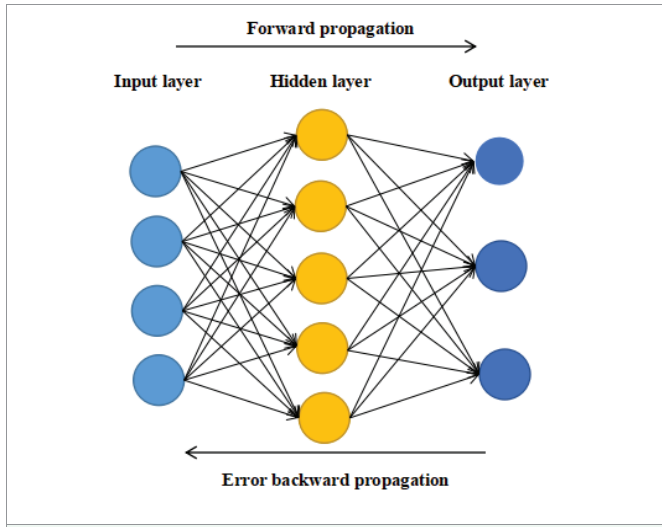 Forward propagation
Input layer
Hidden layer
Output layer
Error backward propagation